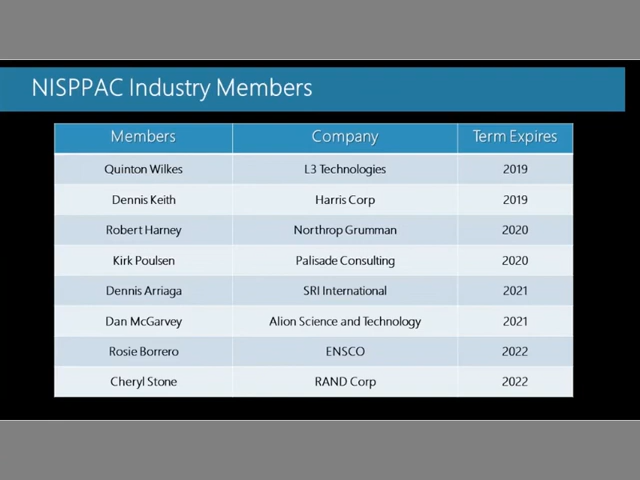 NISPPAC Industry Members
Members Company Term Expires
Quinton Wilkes L3 Technologies 2019
Dennis Keith Harris Corp 2019
Robert Harney Northrop Grumman 2020
Kirk Poulsen Palisade Consulting 2020
Dennis Arriaga SRI International 2021
Dan McGarvey Alion Science and Technology 2021
Rosie Borrero ENSCO 2022
Cheryl Stone RAND Corp 2022